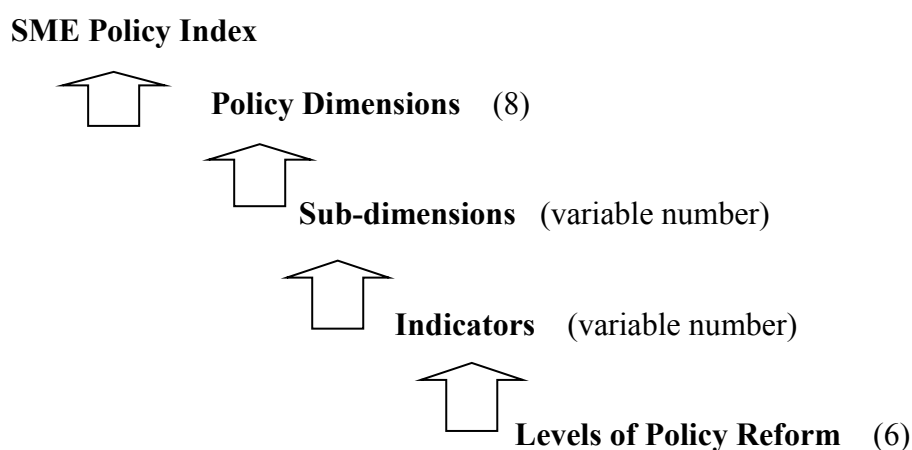 SME Policy Index
Policy Dimensions (8)
Sub-dimensions (variable number)
Indicators (variable number)
Levels of Policy Reform (6)